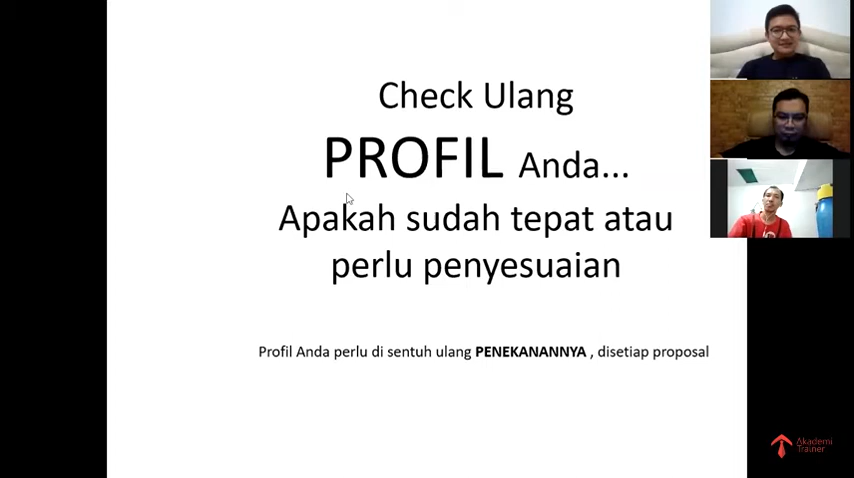 Check Ulang
PROFIL Anda...
Apakah sudah tepat atau
perlu penyesuaian
Profil Anda perlu di sentuh ulang PENEKANANNYA , disetiap proposal
Akademi
Trainer